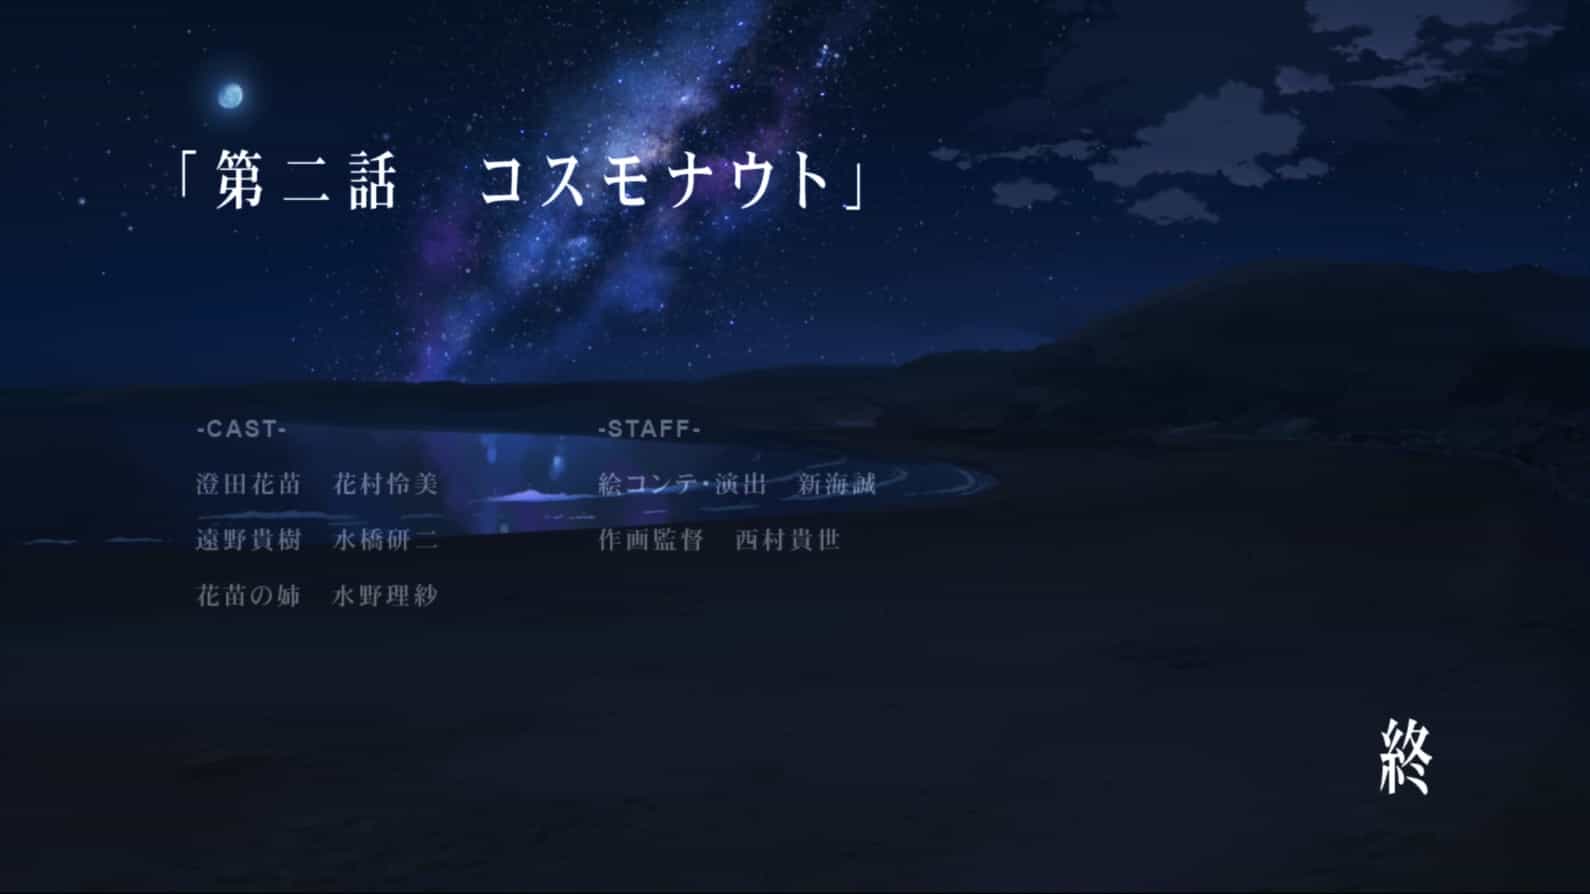 「第二話　コスモナウト」
-CAST-
澄田花苗　花村怜美
遠野貴樹　水橋研二
花苗の姉　水野理紗
-STAFF-
絵コンテ・演出　新海誠
作画監督　西村貴世
終